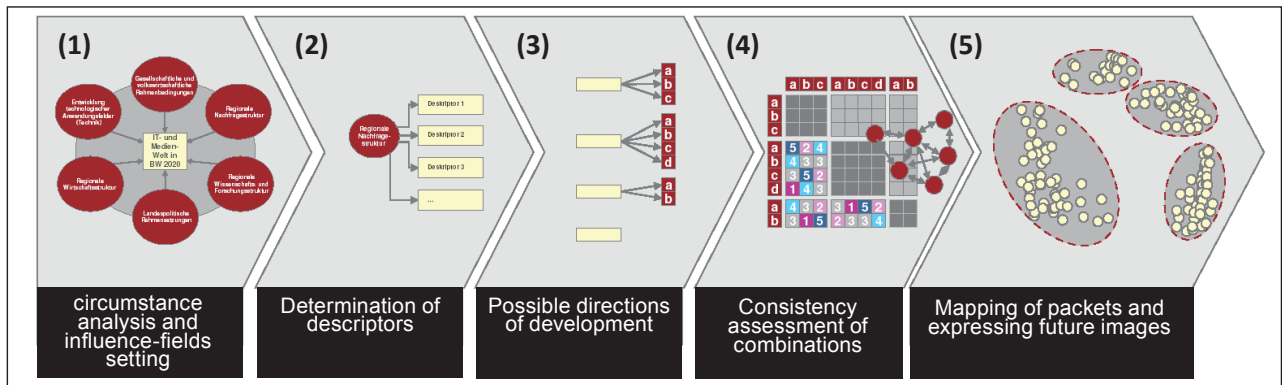 (1)
Gesellschaftliche und
volkswirtschaftliche
Rahmenbedingungen
Entwicklung
technologischer
Anwendungsfelder
(Technik)
Regionale
Nachfragestruktur
IT- und
Medien-
Welt in
BW 2020
Regionale
Wirtschaftsstruktur
Regionale
Wissenschafts- und
Forschungsstruktur
Landespolitische
Rahmensetzungen
circumstance
analysis and
influence-fields
setting
(2)
Regionale
Nachfrage-
struktur
Deskriptor 1
Deskriptor 2
Deskriptor 3
...
Determination of
descriptors
(3)
a
b
c
a
b
c
d
a
b
Possible directions
of development
(4)
a b c a b c d a b
a
b
c
a 5 2 4
b 4 3 3
c 3 5 2
d 1 4 3
a 4 3 2 3 1 5 2
b 3 1 5 2 3 3 4
Consistency
assessment of
combinations
(5)
Mapping of packets and
expressing future images